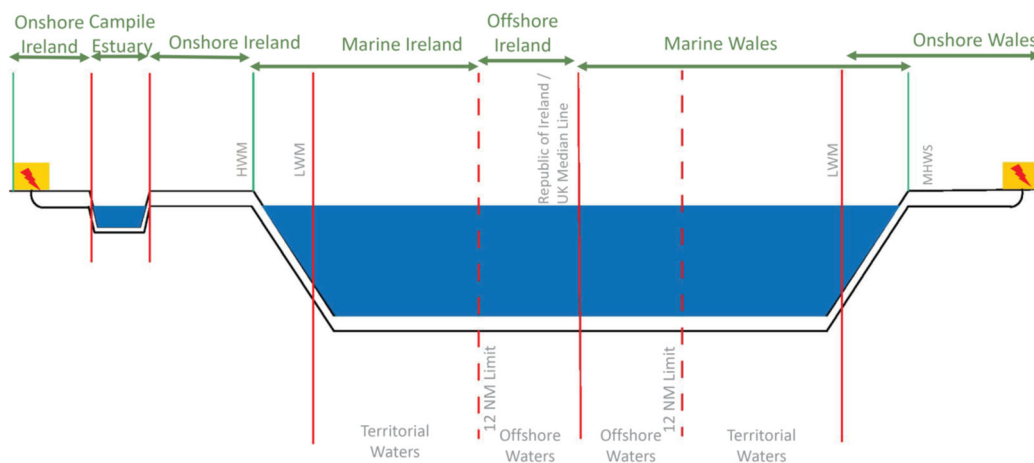 Onshore
Ireland
Campile
Estuary
Onshore Ireland
Marine Ireland
Offshore
Ireland
Marine Wales
Onshore Wales
HWM
LWM
Republic of Ireland /
UK Median Line
LWM
MHWS
12 NM Limit
12 NM Limit
Territorial
Waters
Offshore
Waters
Offshore
Waters
Territorial
Waters